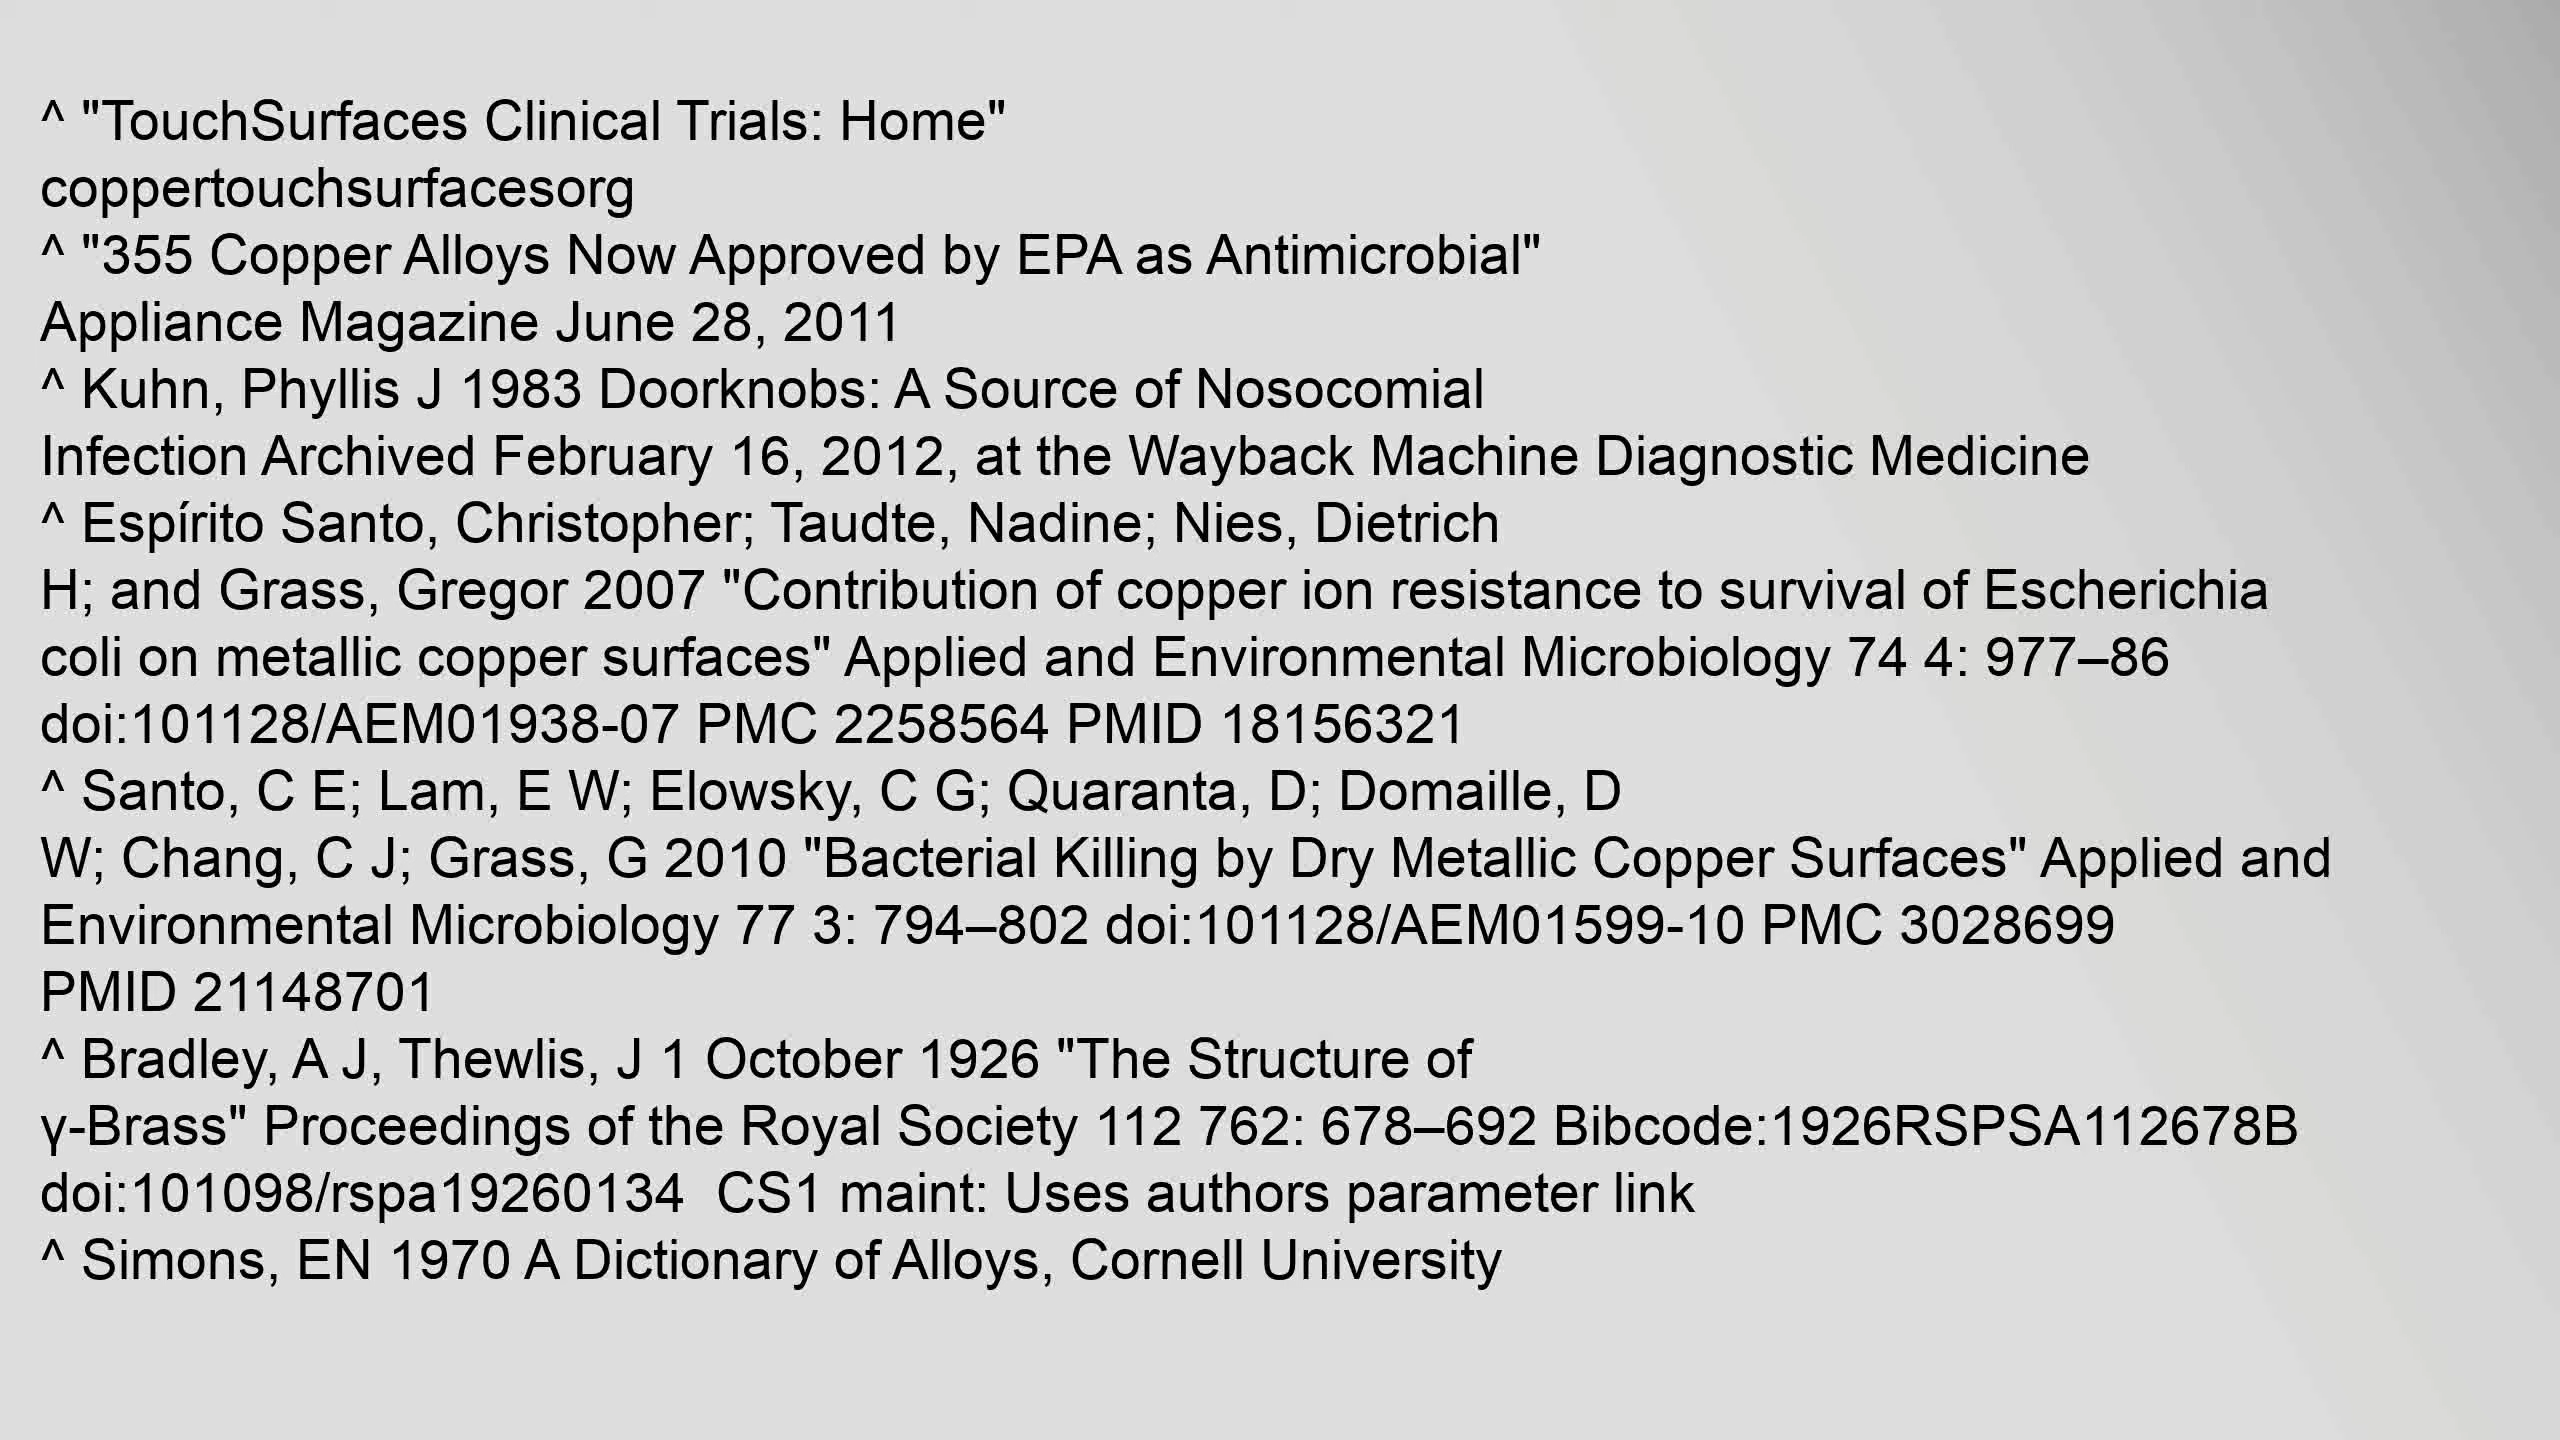 ^ "TouchSurfaces Clinical Trials: Home"
coppertouchsurfacesorg
^ "355 Copper Alloys Now Approved by EPA as Antimicrobial"
Appliance Magazine June 28, 2011
^ Kuhn, Phyllis J 1983 Doorknobs: A Source of Nosocomial
Infection Archived February 16, 2012, at the Wayback Machine Diagnostic Medicine
^ Espírito Santo, Christopher; Taudte, Nadine; Nies, Dietrich
H; and Grass, Gregor 2007 "Contribution of copper ion resistance to survival of Escherichia
coli on metallic copper surfaces" Applied and Environmental Microbiology 74 4: 977–86
doi:101128/AEM01938-07 PMC 2258564 PMID 18156321
^ Santo, C E; Lam, E W; Elowsky, C G; Quaranta, D; Domaille, D
W; Chang, C J; Grass, G 2010 "Bacterial Killing by Dry Metallic Copper Surfaces" Applied and
Environmental Microbiology 77 3: 794–802 doi:101128/AEM01599-10 PMC 3028699
PMID 21148701
^ Bradley, A J, Thewlis, J 1 October 1926 "The Structure of
γ-Brass" Proceedings of the Royal Society 112 762: 678–692 Bibcode:1926RSPSA112678B
doi:101098/rspa19260134  CS1 maint: Uses authors parameter link
^ Simons, EN 1970 A Dictionary of Alloys, Cornell University